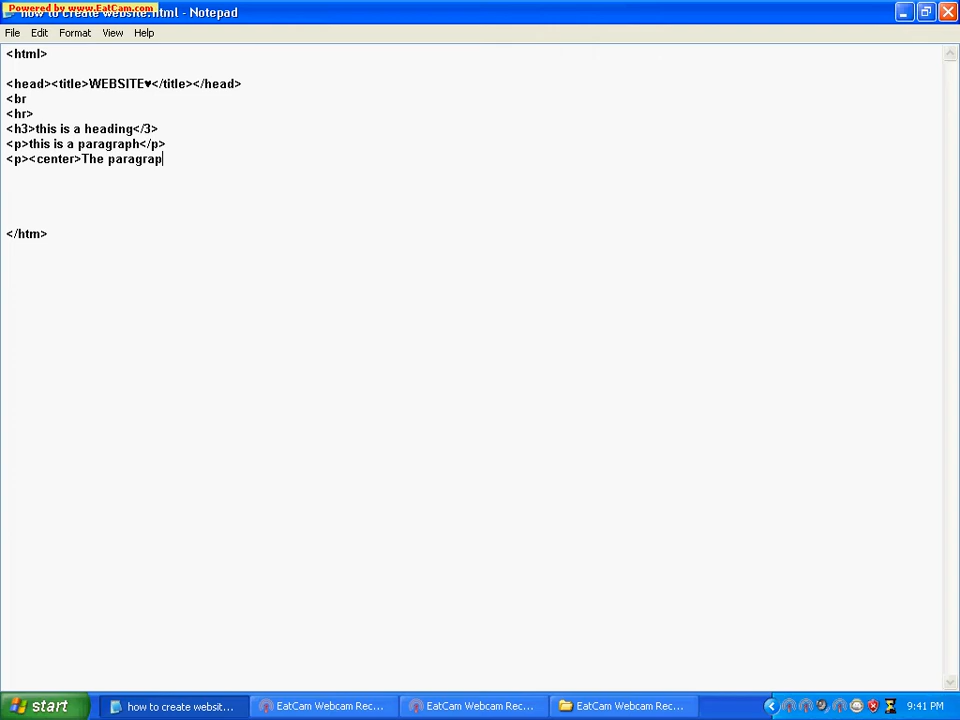 Powered by www.EatCam.com
how to create website.html - Notepad
File Edit Format View Help
<html>
<head><title>WEBSITE♥</title></head>
<br
<hr>
<h3>this is a heading</3>
<p>this is a paragraph</p>
<p><center>The paragrap
</htm>
start how to create websit... EatCam Webcam Rec... EatCam Webcam Rec... EatCam Webcam Rec... 9:41 PM